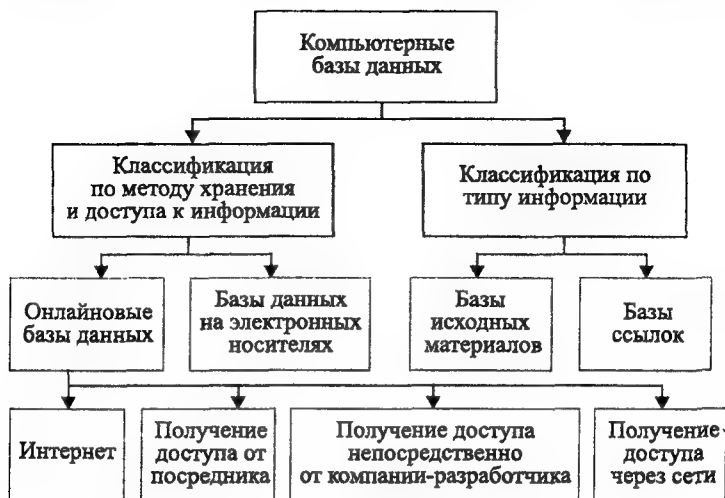 Компьютерные
базы данных
Классификация
по методу хранения
и доступа к информации
Классификация по
типу информации
Онлайновые
базы данных
Базы данных
на электронных
носителях
Базы
исходных
материалов
Базы
ссылок
Интернет
Получение
доступа от
посредника
Получение доступа
непосредственно
от компании-разработчика
Получение
доступа
через сети